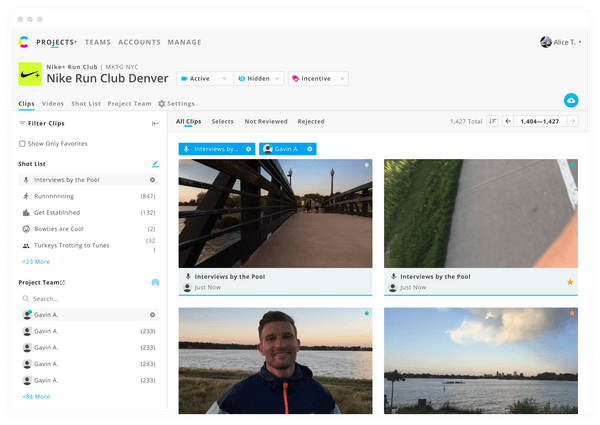 PROJECTS TEAMS ACCOUNTS MANAGE
Alice T.
Nike+ Run Club | MKTG NYC
Nike Run Club Denver
Active
Hidden
Incentive
Clips Videos Shot List Project Team Settings
Filter Clips
All Clips Selects Not Reviewed Rejected
1,427 Total
1,404—1,427
Show Only Favorites
Interviews by...
Gavin A.
Shot List
Interviews by the Pool
Runnnnnning (847)
Get Established (132)
Bowties are Cool (2)
Turkeys Trotting to Tunes (32
)
+23 More
Interviews by the Pool
Just Now
Interviews by the Pool
Just Now
Project Team
Search...
Gavin A.
Gavin A. (233)
Gavin A. (233)
Gavin A. (233)
Gavin A. (233)
+84 More